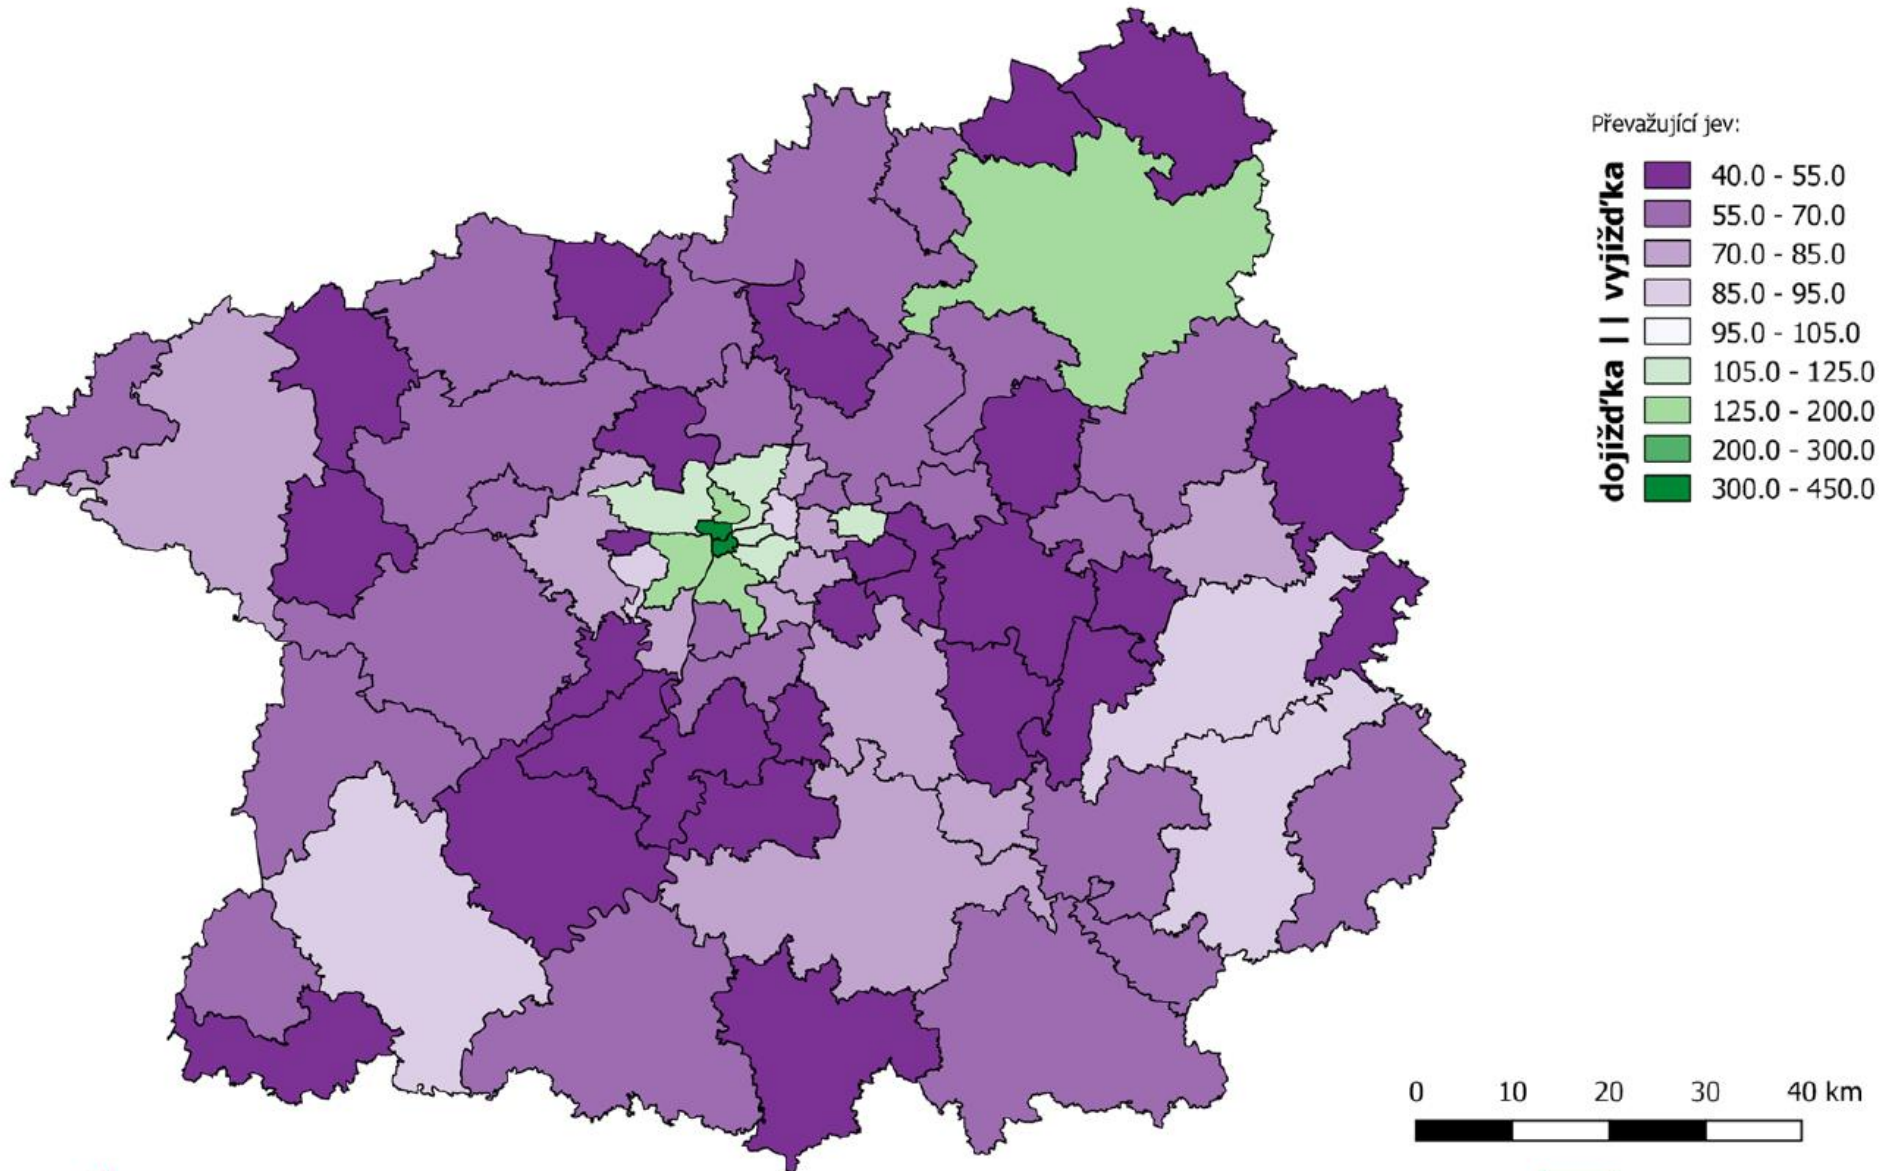 Převažující jev:
dojížďka || vyjížďka
40.0 - 55.0
55.0 - 70.0
70.0 - 85.0
85.0 - 95.0
95.0 - 105.0
105.0 - 125.0
125.0 - 200.0
200.0 - 300.0
300.0 - 450.0
0 10 20 30 40 km